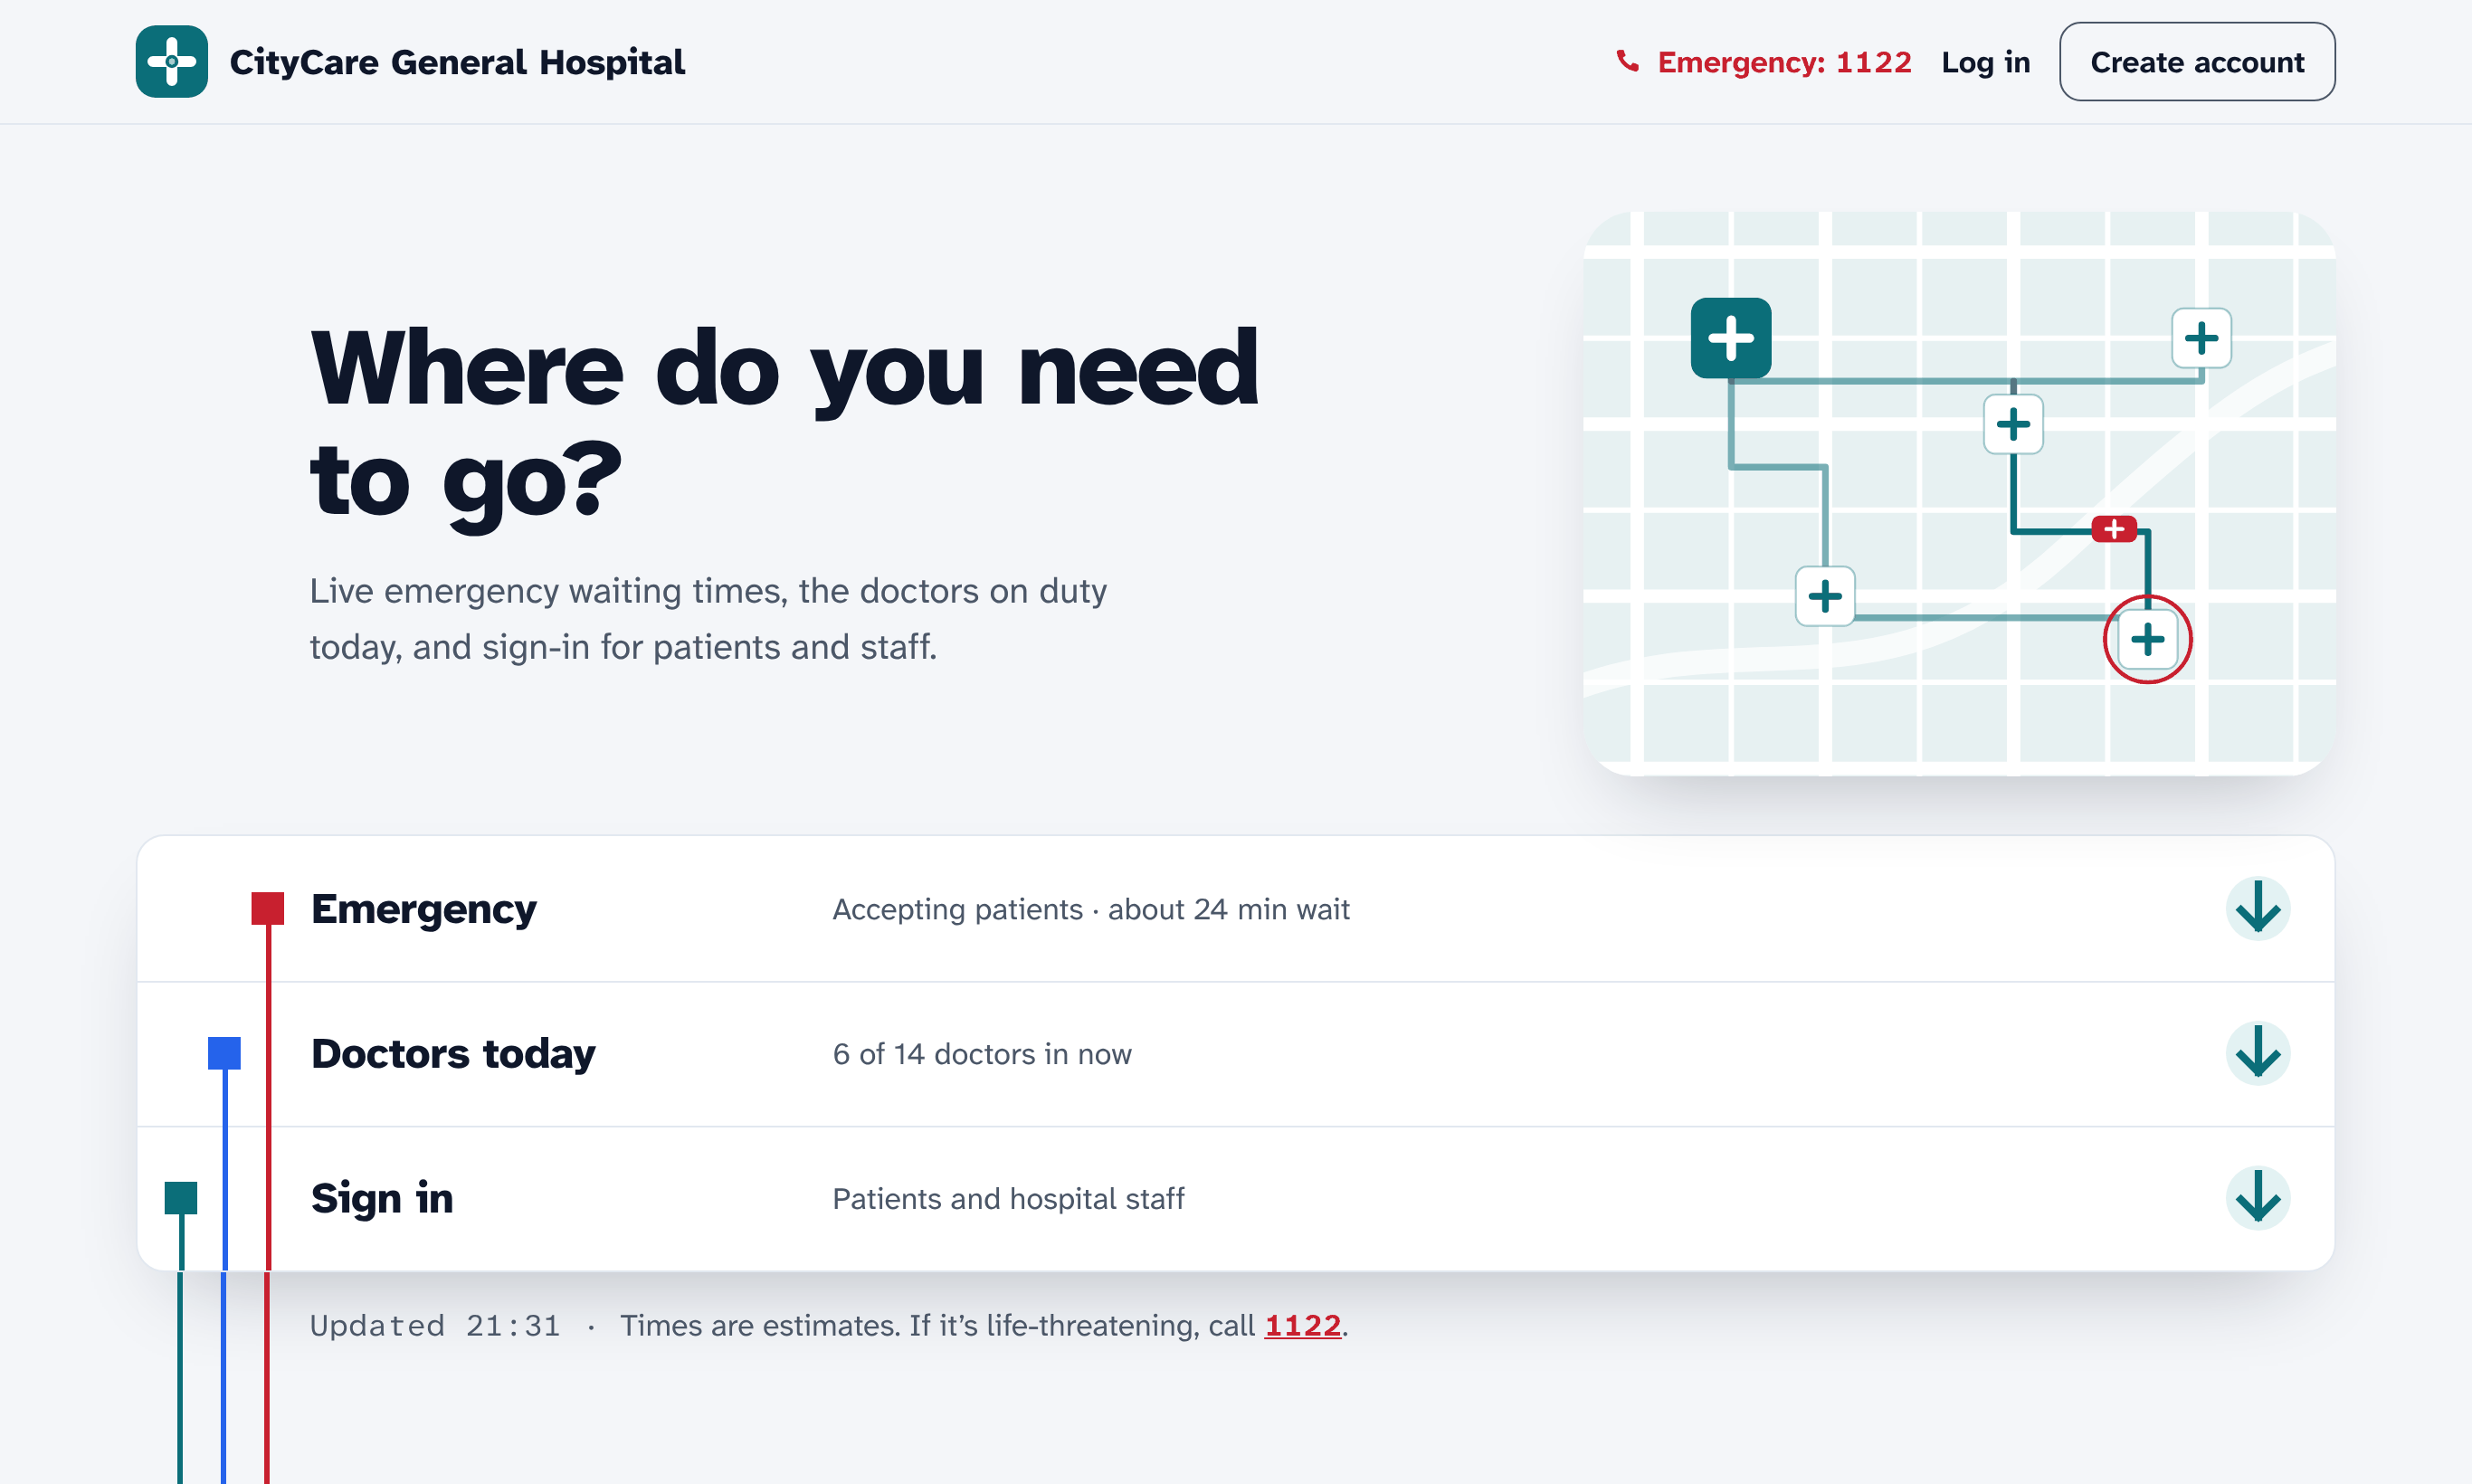 CityCare General Hospital
Emergency: 1122
Log in
Create account
Where do you need
to go?
Live emergency waiting times, the doctors on duty
today, and sign-in for patients and staff.
Emergency
Accepting patients · about 24 min wait
Doctors today
6 of 14 doctors in now
Sign in
Patients and hospital staff
Updated 21:31 · Times are estimates. If it’s life-threatening, call 1122.